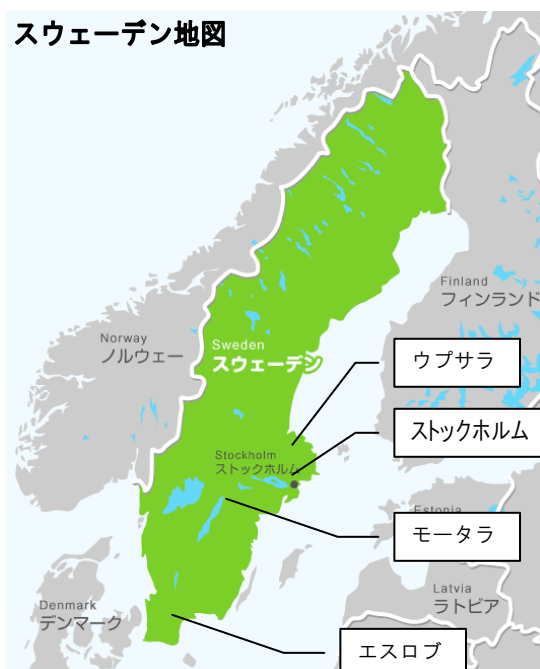 スウェーデン地図
Finland
フィンランド
Norway
ノルウェー
Sweden
スウェーデン
ウプサラ
ストックホルム
Stockholm
ストックホルム
Estonia
モータラ
Latvia
ラトビア
Denmark
デンマーク
エスロブ